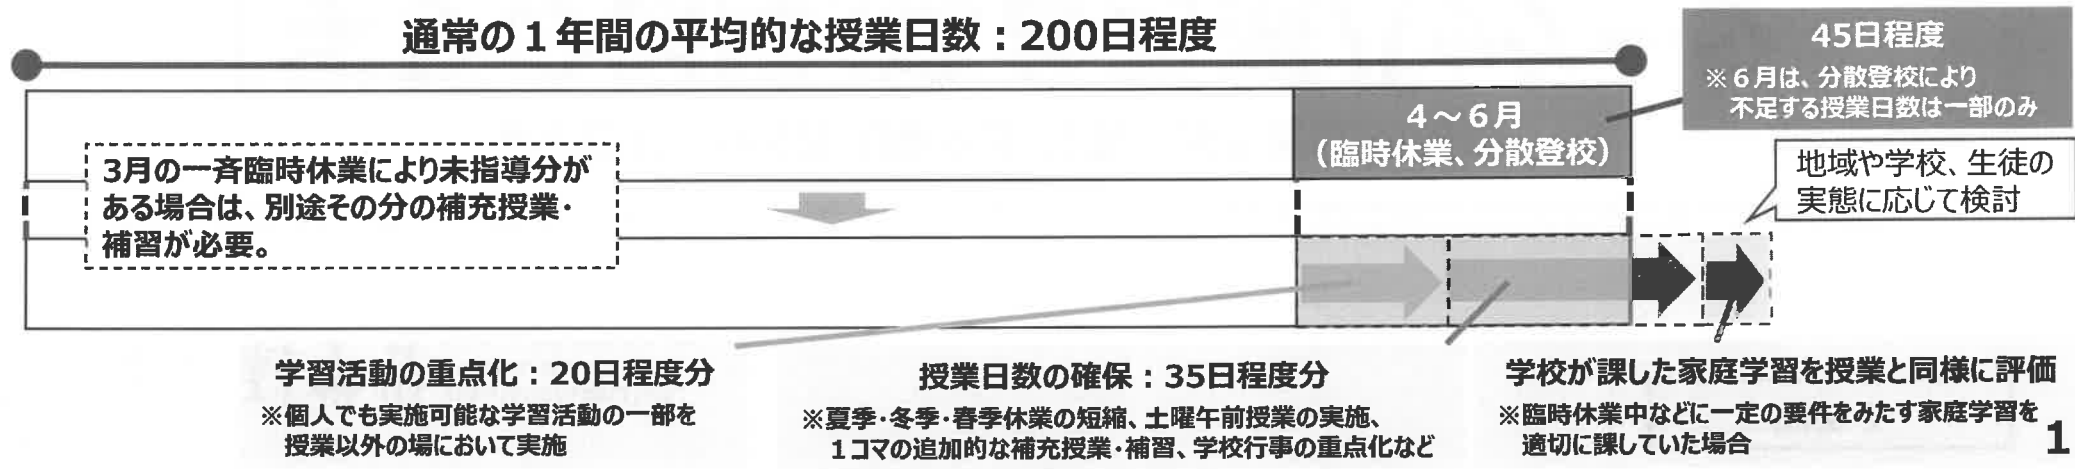 通常の1年間の平均的な授業日数：200日程度
45日程度
※6月は、分散登校により
不足する授業日数は一部のみ
4～6月
（臨時休業、分散登校）
3月の一斉臨時休業により未指導分が
ある場合は、別途その分の補充授業・
補習が必要。
地域や学校、生徒の
実態に応じて検討
学習活動の重点化：20日程度分
※個人でも実施可能な学習活動の一部を
授業以外の場において実施
授業日数の確保：35日程度分
※夏季・冬季・春季休業の短縮、土曜午前授業の実施、
1コマの追加的な補充授業・補習、学校行事の重点化など
学校が課した家庭学習を授業と同様に評価
※臨時休業中などに一定の要件をみたす家庭学習を
適切に課していた場合
1